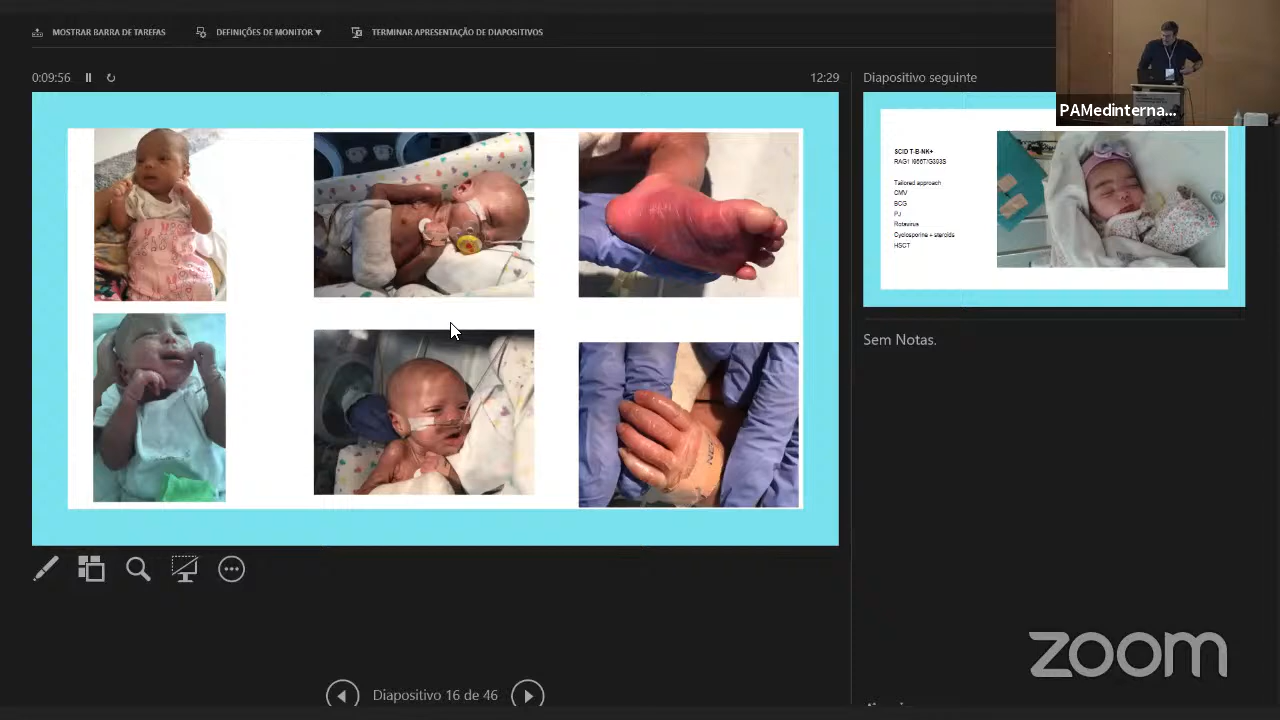 MOSTRAR BARRA DE TAREFAS
DEFINIÇÕES DE MONITOR ▾
TERMINAR APRESENTAÇÃO DE DIAPOSITIVOS
0:09:56
12:29
Diapositivo seguinte
PAMedinterna...
SCID T-B-NK+
Tailored approach
CMV
BCG
PJ
Rotavirus
Cyclosporine + steroids
HSCT
Sem Notas.
Diapositivo 16 de 46
zoom